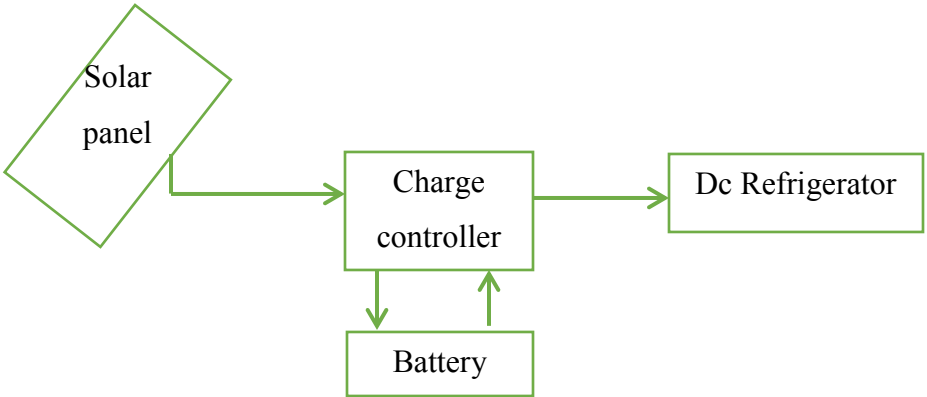 Solar
panel
Charge
controller
Dc Refrigerator
Battery